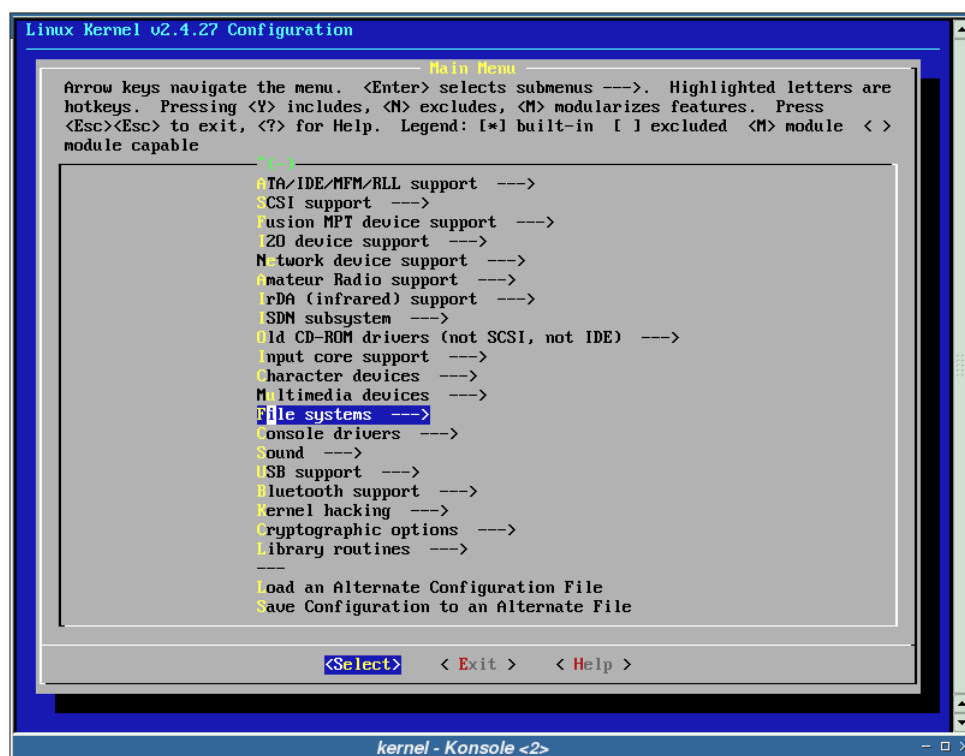 Linux Kernel v2.4.27 Configuration
Main Menu
Arrow keys navigate the menu.  <Enter> selects submenus --->.  Highlighted letters are
hotkeys.  Pressing <Y> includes, <N> excludes, <M> modularizes features.  Press
<Esc><Esc> to exit, <?> for Help.  Legend: [*] built-in  [ ] excluded  <M> module  < >
module capable
^(-)
ATA/IDE/MFM/RLL support  --->
SCSI support  --->
Fusion MPT device support  --->
I2O device support  --->
Network device support  --->
Amateur Radio support  --->
IrDA (infrared) support  --->
ISDN subsystem  --->
Old CD-ROM drivers (not SCSI, not IDE)  --->
Input core support  --->
Character devices  --->
Multimedia devices  --->
File systems  --->
Console drivers  --->
Sound  --->
USB support  --->
Bluetooth support  --->
Kernel hacking  --->
Cryptographic options  --->
Library routines  --->
---
Load an Alternate Configuration File
Save Configuration to an Alternate File
<Select>    < Exit >    < Help >
kernel - Konsole <2>